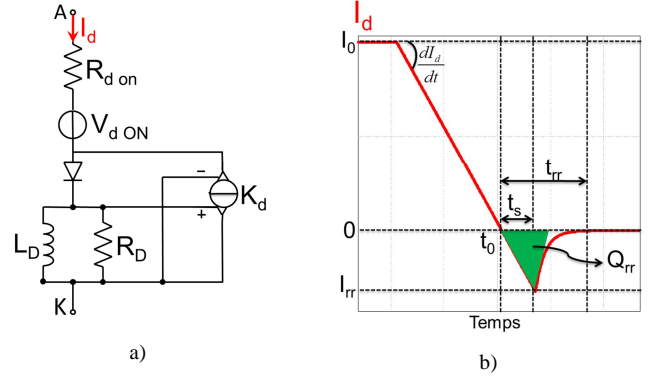 A
I_d
R_d on
V_d ON
−
K_d
+
L_D
R_D
K
a)
I_d
I_0
dI_d
dt
t_rr
t_s
0
t_0
Q_rr
I_rr
Temps
b)